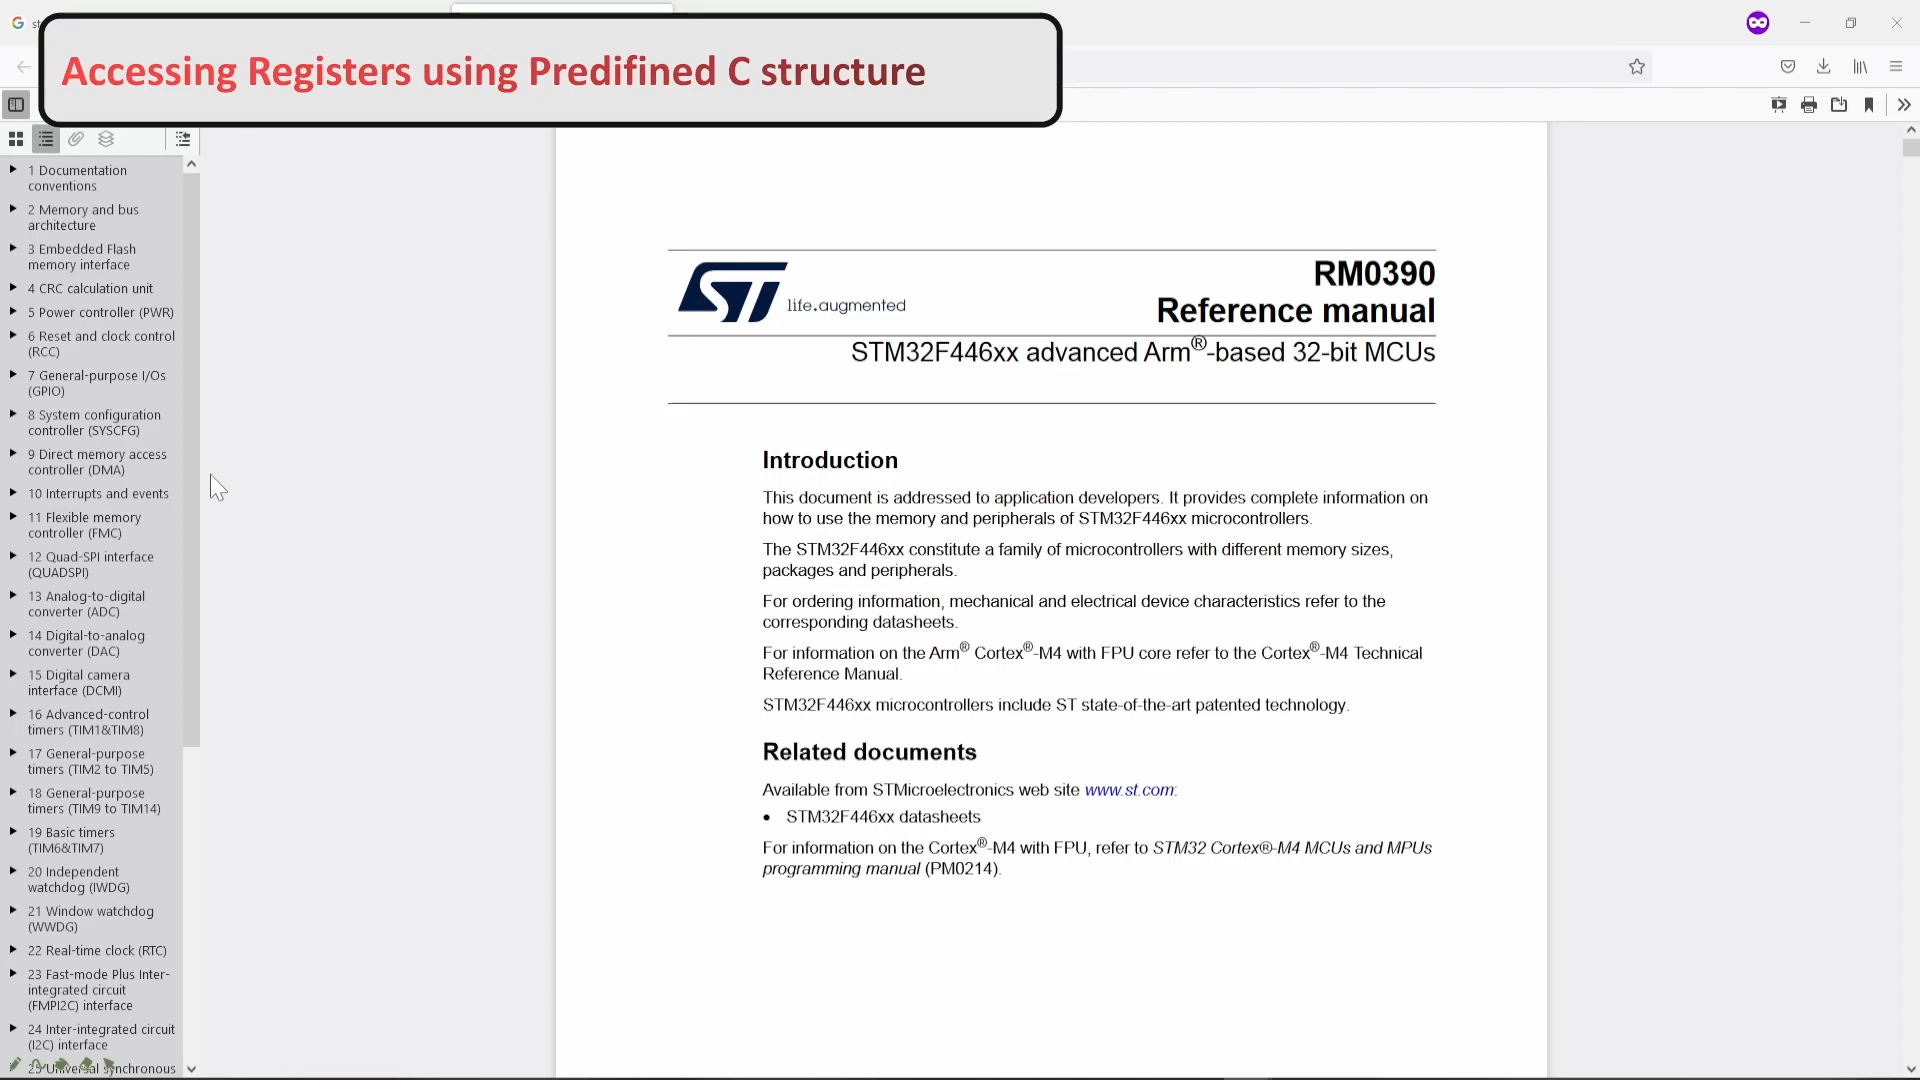 st
Accessing Registers using Predifined C structure
1 Documentation
conventions
2 Memory and bus
architecture
3 Embedded Flash
memory interface
4 CRC calculation unit
5 Power controller (PWR)
6 Reset and clock control
(RCC)
7 General-purpose I/Os
(GPIO)
8 System configuration
controller (SYSCFG)
9 Direct memory access
controller (DMA)
10 Interrupts and events
11 Flexible memory
controller (FMC)
12 Quad-SPI interface
(QUADSPI)
13 Analog-to-digital
converter (ADC)
14 Digital-to-analog
converter (DAC)
15 Digital camera
interface (DCMI)
16 Advanced-control
timers (TIM1&TIM8)
17 General-purpose
timers (TIM2 to TIM5)
18 General-purpose
timers (TIM9 to TIM14)
19 Basic timers
(TIM6&TIM7)
20 Independent
watchdog (IWDG)
21 Window watchdog
(WWDG)
22 Real-time clock (RTC)
23 Fast-mode Plus Inter-
integrated circuit
(FMPI2C) interface
24 Inter-integrated circuit
(I2C) interface
25 Universal synchronous
ST life.augmented
RM0390
Reference manual
STM32F446xx advanced Arm®-based 32-bit MCUs
Introduction
This document is addressed to application developers. It provides complete information on
how to use the memory and peripherals of STM32F446xx microcontrollers.
The STM32F446xx constitute a family of microcontrollers with different memory sizes,
packages and peripherals.
For ordering information, mechanical and electrical device characteristics refer to the
corresponding datasheets.
For information on the Arm® Cortex®-M4 with FPU core refer to the Cortex®-M4 Technical
Reference Manual.
STM32F446xx microcontrollers include ST state-of-the-art patented technology.
Related documents
Available from STMicroelectronics web site www.st.com:
• STM32F446xx datasheets
For information on the Cortex®-M4 with FPU, refer to STM32 Cortex®-M4 MCUs and MPUs
programming manual (PM0214).